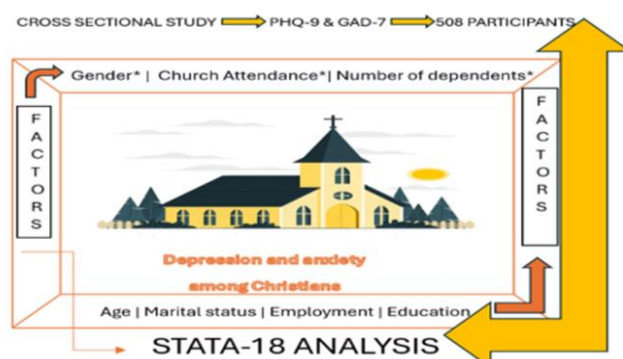 CROSS SECTIONAL STUDY PHQ-9 & GAD-7 508 PARTICIPANTS
Gender* | Church Attendance*| Number of dependents*
FACTORS
FACTORS
Depression and anxiety
among Christians
Age | Marital status | Employment | Education
STATA-18 ANALYSIS